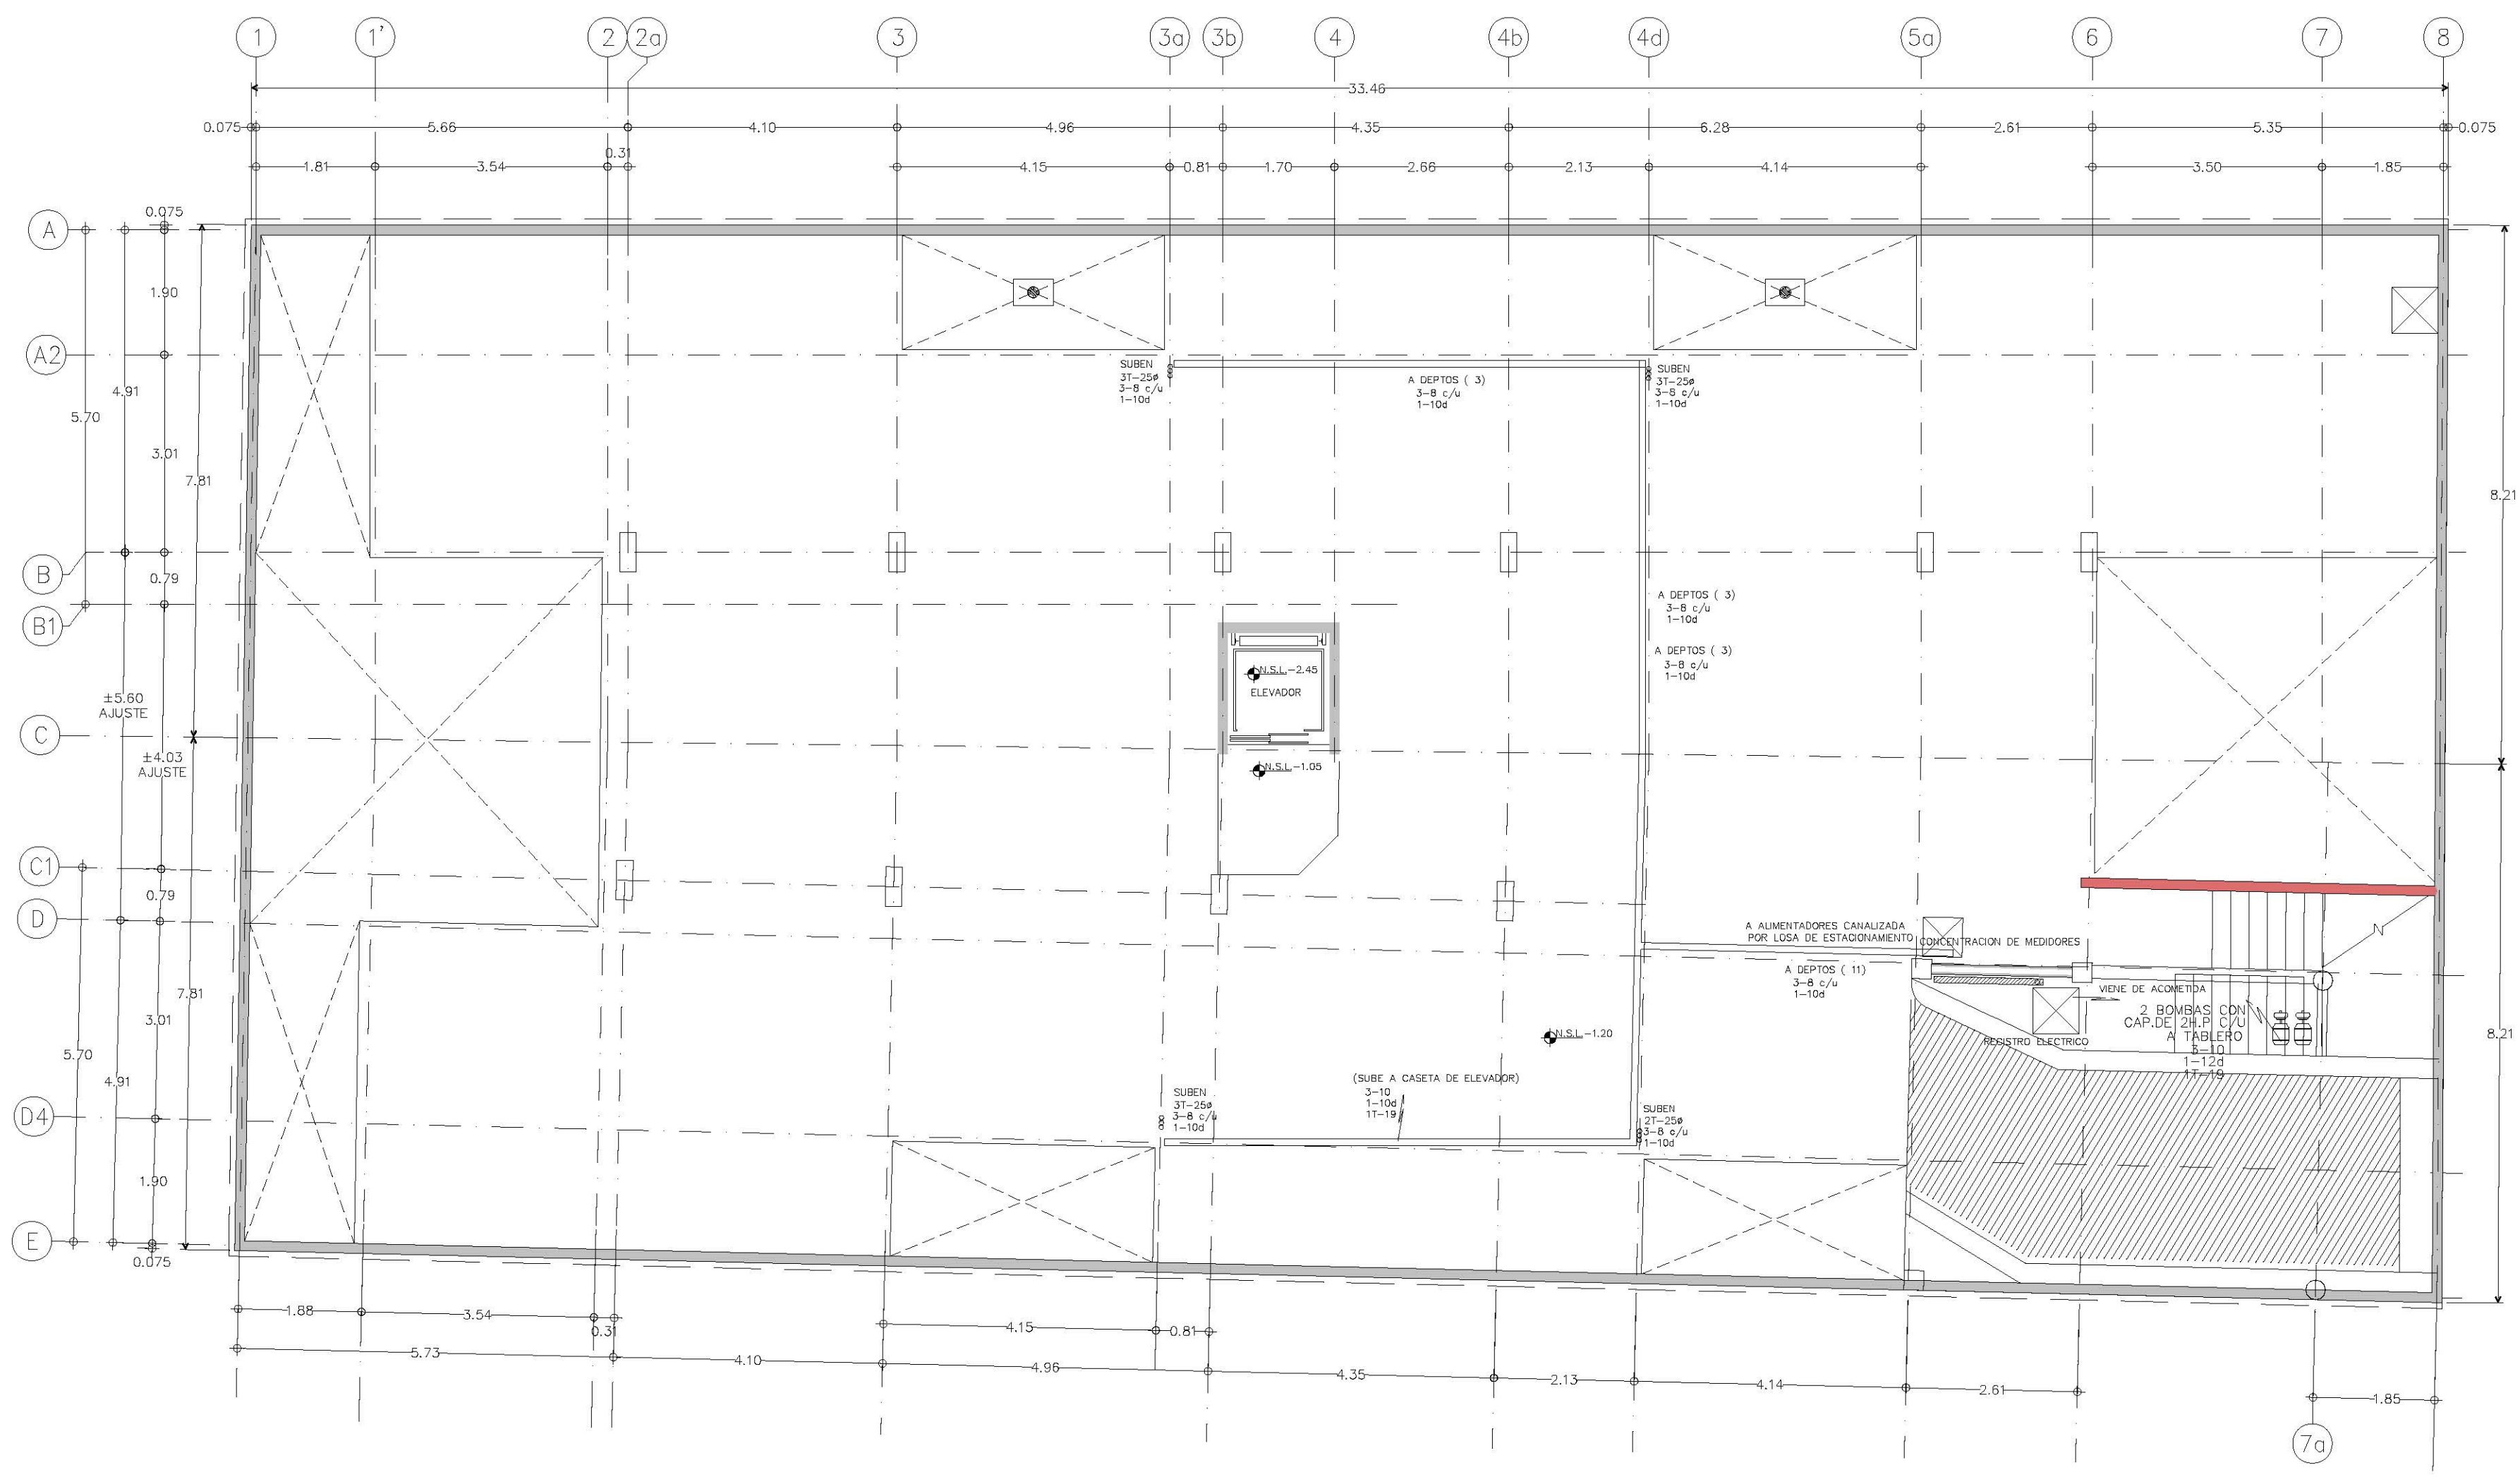 1 1' 2 2a 3 3a 3b 4 4b 4d 5a 6 7 8
33.46
0.075 5.66 4.10 4.96 4.35 6.28 2.61 5.35 0.075
0.31
1.81 3.54 4.15 0.81 1.70 2.66 2.13 4.14 3.50 1.85
0.075
A
1.90
A2
SUBEN
3T-25ø
3-8 c/u
1-10d
A DEPTOS ( 3)
3-8 c/u
1-10d
SUBEN
3T-25ø
3-8 c/u
1-10d
4.91
5.70
3.01
7.81
8.21
B
0.79
B1
A DEPTOS ( 3)
3-8 c/u
1-10d
A DEPTOS ( 3)
3-8 c/u
1-10d
N.S.L.-2.45
ELEVADOR
±5.60
AJUSTE
C
±4.03
AJUSTE
N.S.L.-1.05
C1
0.79
D
A ALIMENTADORES CANALIZADA
POR LOSA DE ESTACIONAMIENTO
CONCENTRACION DE MEDIDORES
N
A DEPTOS ( 11)
3-8 c/u
1-10d
VIENE DE ACOMETIDA
7.81
3.01
2 BOMBAS CON
CAP.DE 2H.P. C/U
A TABLERO
3-10
1-12d
1T-19
REGISTRO ELECTRICO
N.S.L.-1.20
8.21
5.70
4.91
(SUBE A CASETA DE ELEVADOR)
3-10
1-10d
1T-19
SUBEN
3T-25ø
3-8 c/u
1-10d
SUBEN
2T-25ø
3-8 c/u
1-10d
D4
1.90
E
0.075
1.88 3.54 0.31 4.15 0.81
5.73 4.10 4.96 4.35 2.13 4.14 2.61 1.85
7a